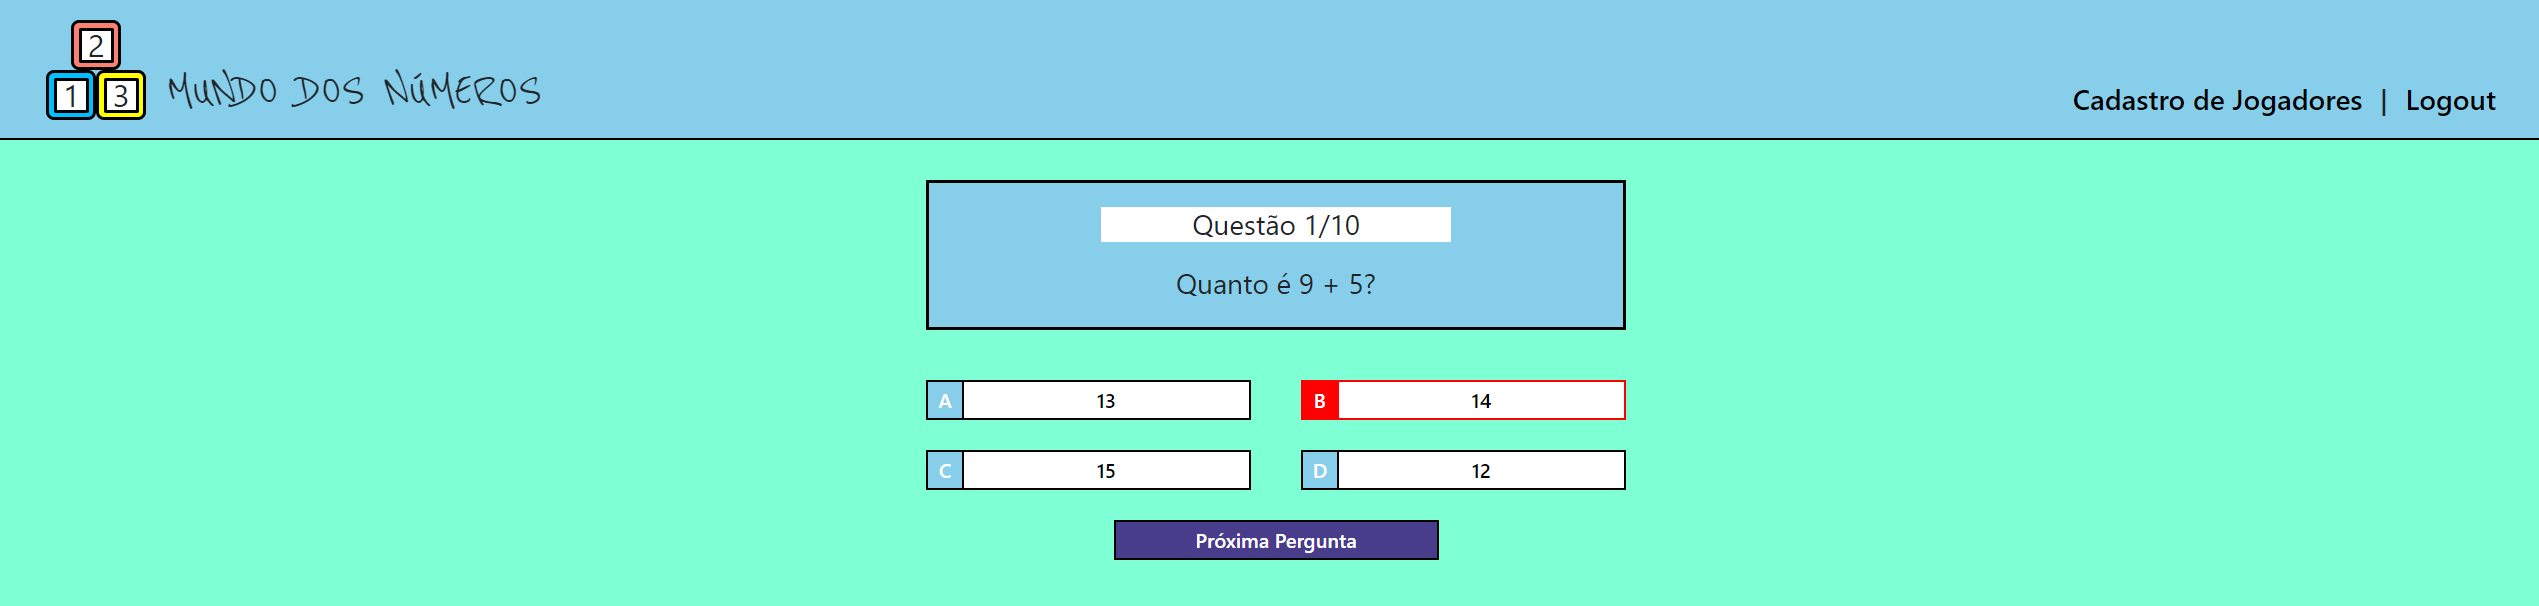 2
1 3
MUNDO DOS NÚMEROS
Cadastro de Jogadores | Logout
Questão 1/10
Quanto é 9 + 5?
A 13
B 14
C 15
D 12
Próxima Pergunta